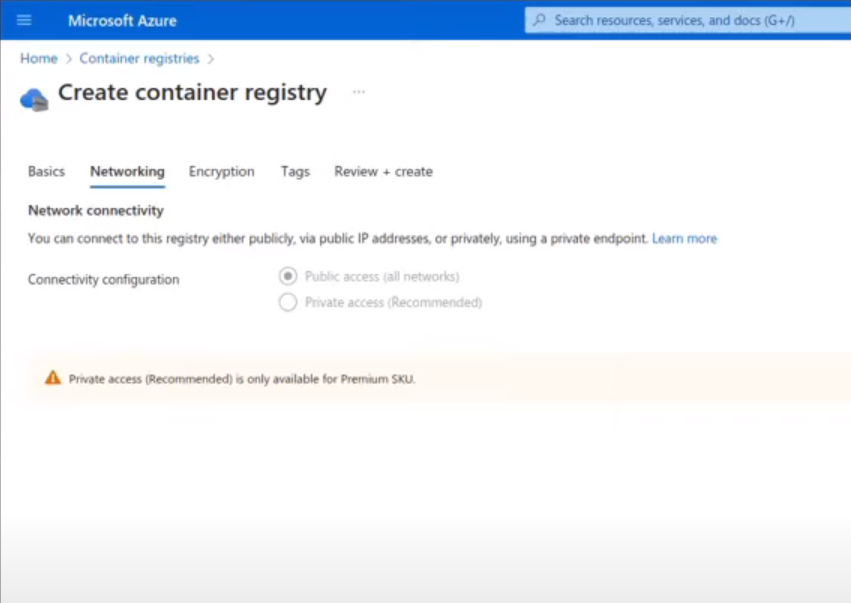 Microsoft Azure
Search resources, services, and docs (G+/)
Home > Container registries >
Create container registry ...
Basics Networking Encryption Tags Review + create
Network connectivity
You can connect to this registry either publicly, via public IP addresses, or privately, using a private endpoint. Learn more
Connectivity configuration
Public access (all networks)
Private access (Recommended)
Private access (Recommended) is only available for Premium SKU.